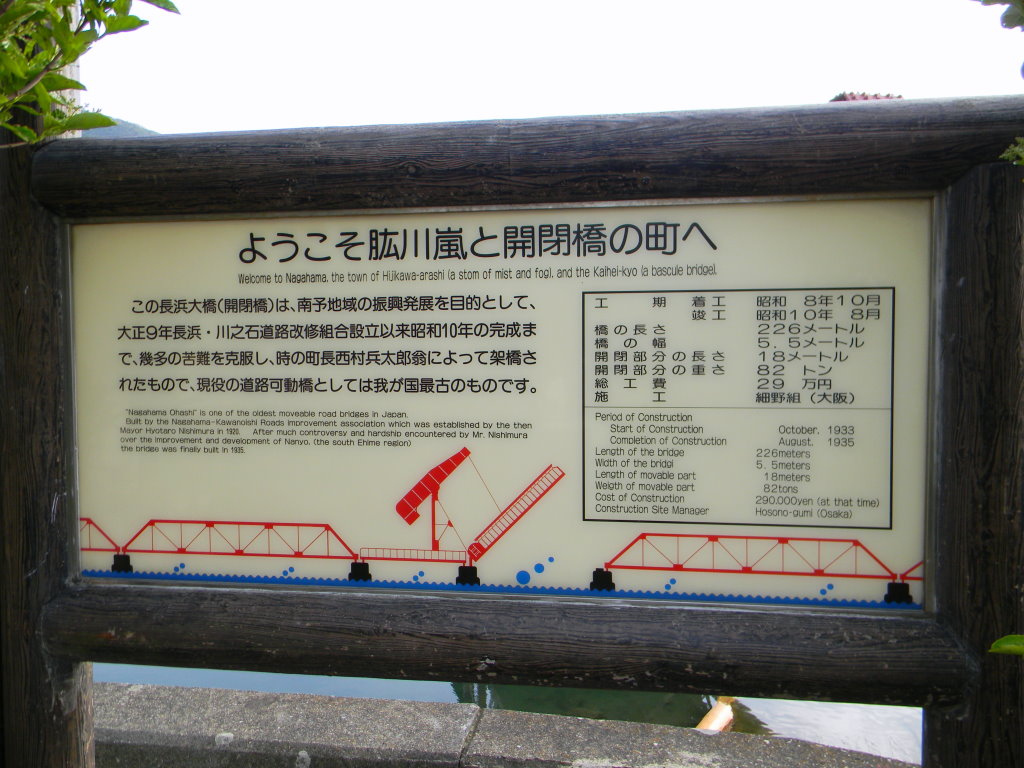 ようこそ肱川嵐と開閉橋の町へ
Welcome to Nagahama, the town of Hijikawa-arashi (a stom of mist and fog), and the Kaihei-kyo (a bascule bridge).
この長浜大橋(開閉橋)は、南予地域の振興発展を目的として、
大正9年長浜・川之石道路改修組合設立以来昭和10年の完成ま
で、幾多の苦難を克服し、時の町長西村兵太郎翁によって架橋さ
れたもので、現役の道路可動橋としては我が国最古のものです。
"Nagahama Ohashi" is one of the oldest moveable road bridges in Japan.
Built by the Nagahama-Kawanoishi Roads improvement association which was established by the then
Mayor Hyotaro Nishimura in 1920. After much controversy and hardship encountered by Mr. Nishimura
over the improvement and development of Nanyo. (the south Ehime region)
the bridge was finally built in 1935.
工期 着工 昭和 8年10月
竣工 昭和10年 8月
橋の長さ 226メートル
橋の幅 5.5メートル
開閉部分の長さ 18メートル
開閉部分の重さ 82 トン
総工費 29 万円
施工 細野組(大阪)
Period of Construction
Start of Construction October. 1933
Completion of Construction August. 1935
Length of the bridge 226meters
Width of the bridgi 5.5meters
Length of movable part 18meters
Weigth of movable part 82tons
Cost of Construction 290.000yen (at that time)
Construction Site Manager Hosono-gumi (Osaka)